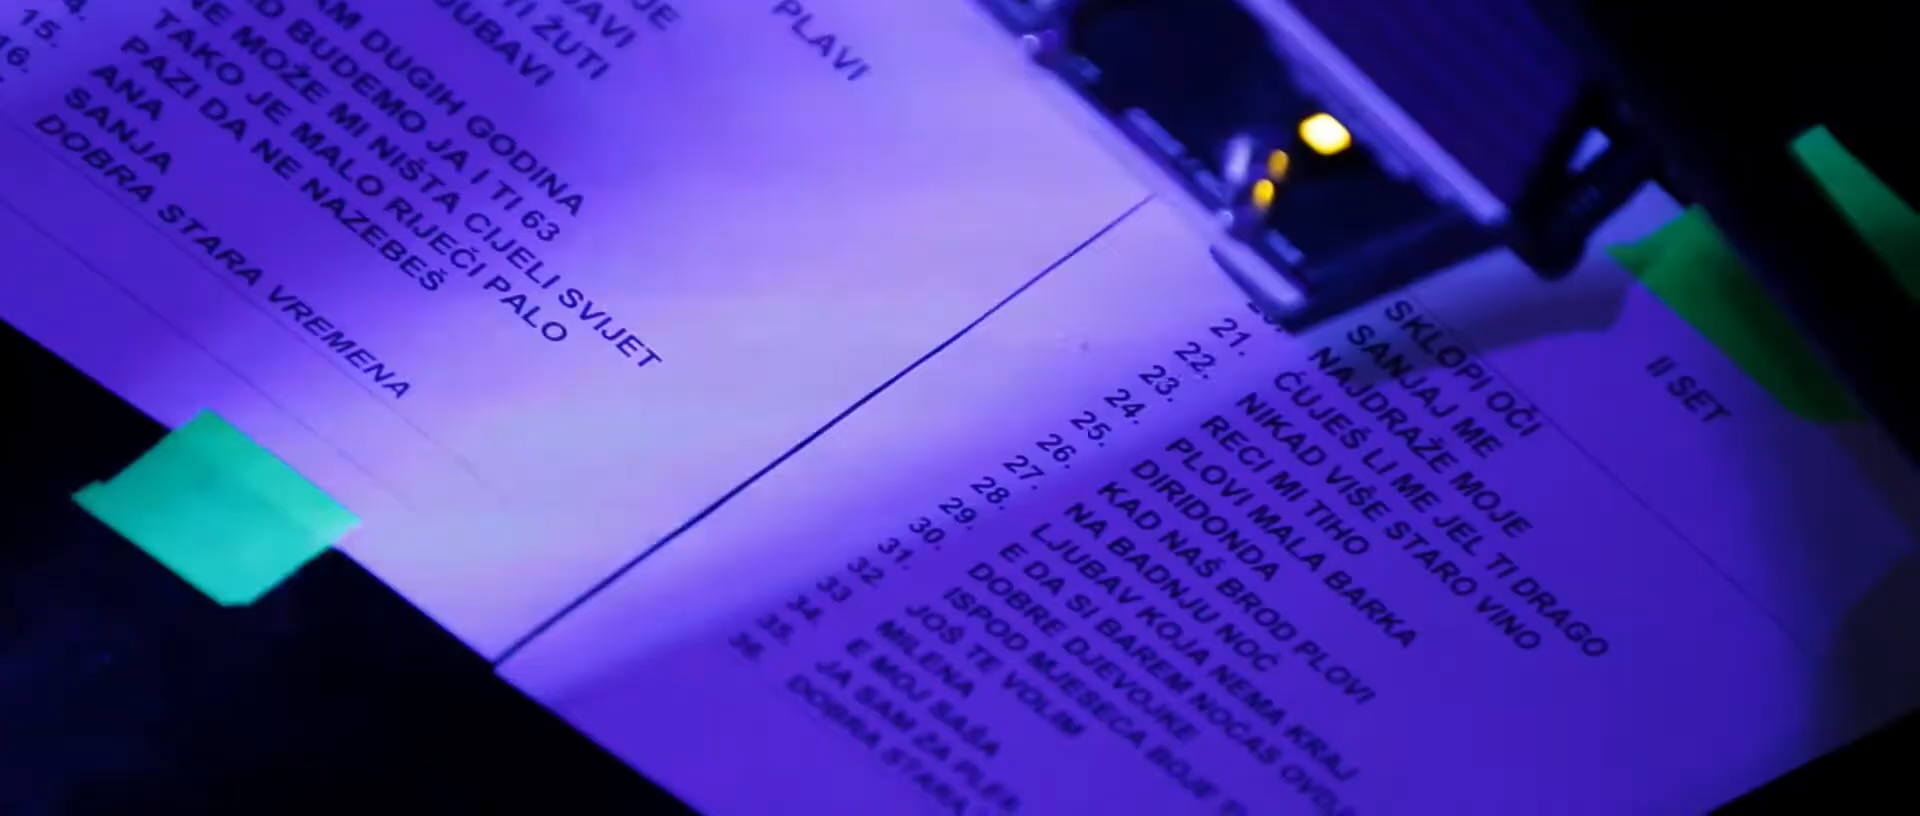 PLAVI
JE
AVI
TI ŽUTI
JUBAVI
AM DUGIH GODINA
D BUDEMO JA I TI 63
NE MOŽE MI NIŠTA CIJELI SVIJET
TAKO JE MALO RIJEČI PALO
15. PAZI DA NE NAZEBEŠ
16. ANA
SANJA
DOBRA STARA VREMENA
II SET
SKLOPI OČI
SANJAJ ME
20. NAJDRAŽE MOJE
21. ČUJEŠ LI ME JEL TI DRAGO
22. NIKAD VIŠE STARO VINO
23. RECI MI TIHO
24. PLOVI MALA BARKA
25. DIRIDONDA
26. KAD NAŠ BROD PLOVI
27. NA BADNJU NOĆ
28. LJUBAV KOJA NEMA KRAJ
29. E DA SI BAREM NOĆAS
30. DOBRE DJEVOJKE
31. ISPOD MJESECA BOJE
32. JOŠ TE VOLIM
33 MILENA
34. E MOJ SAŠA
35. JA SAM ZA PLES
36. DOBRA STARA